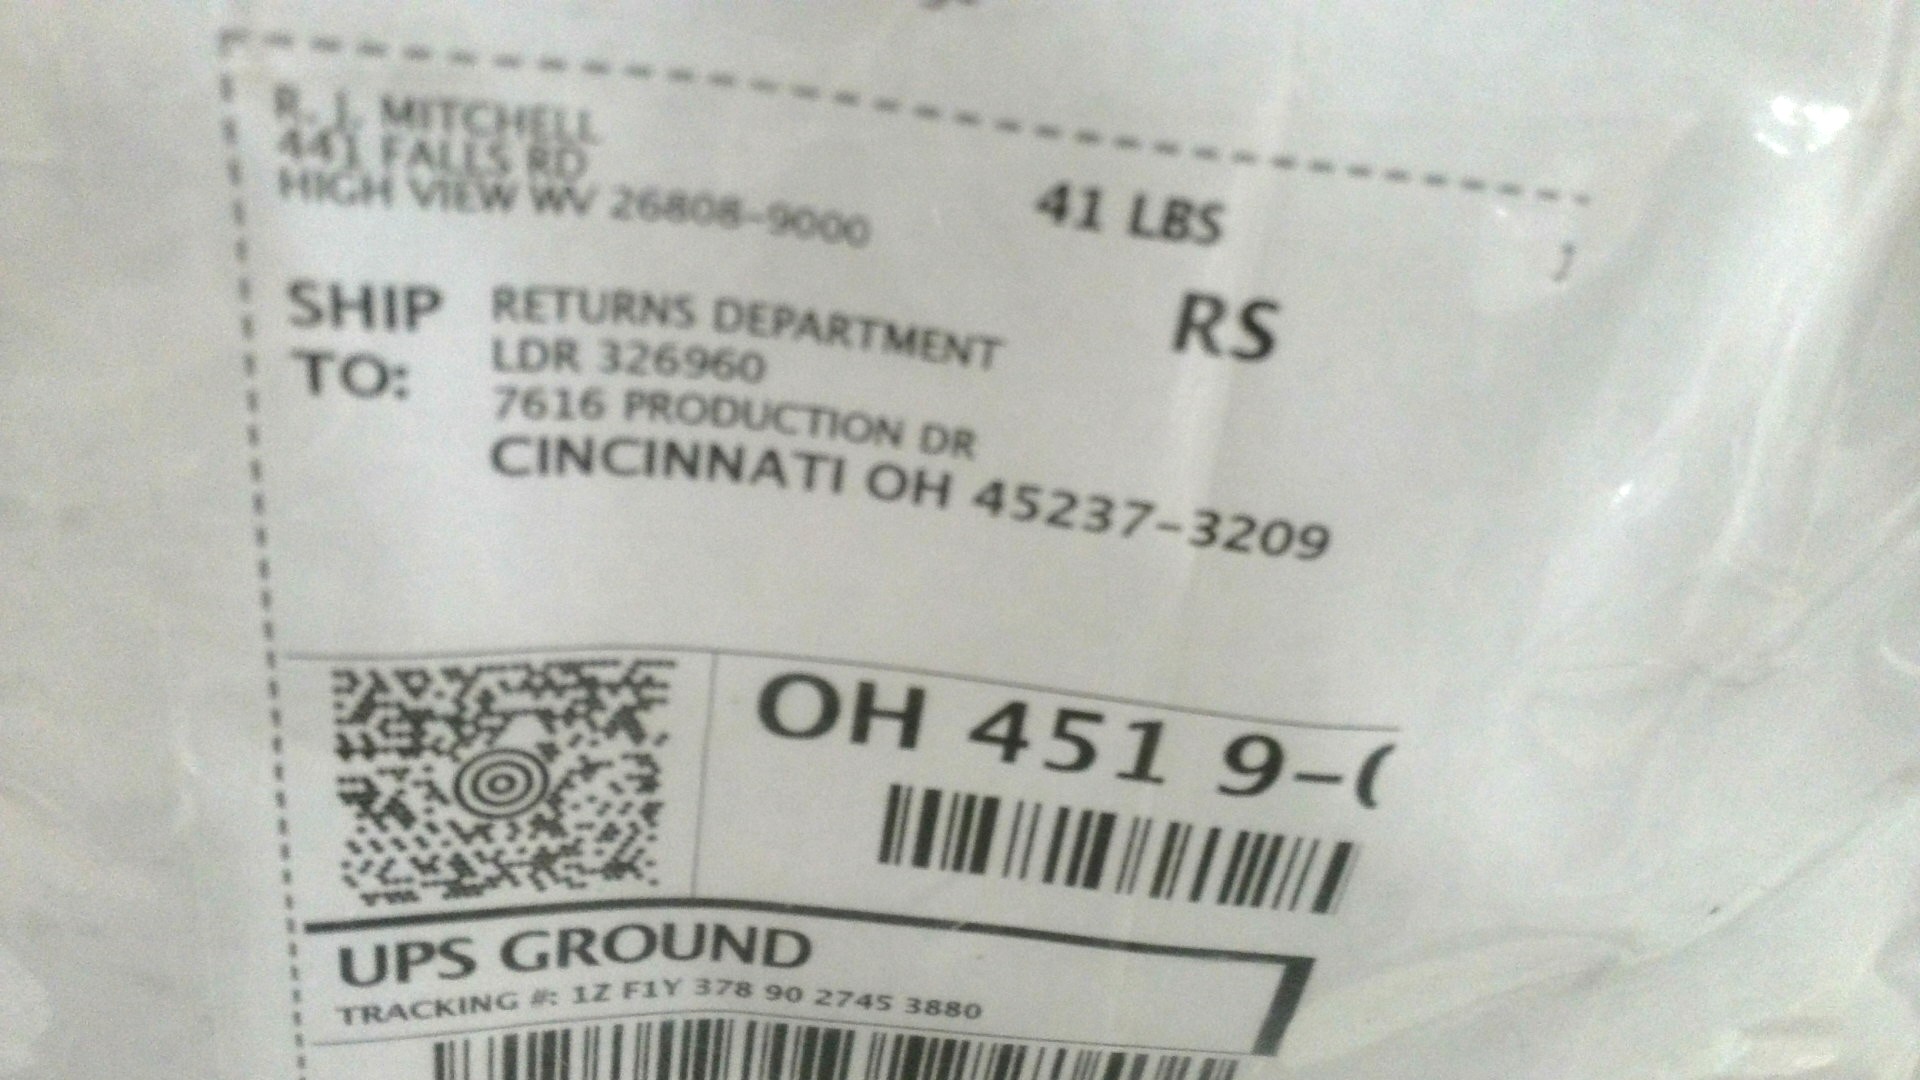 R. J. MITCHELL
441 FALLS RD
HIGH VIEW WV 26808-9000
41 LBS
RS
SHIP TO:
RETURNS DEPARTMENT
LDR 326960
7616 PRODUCTION DR
CINCINNATI OH 45237-3209
OH 451 9-
UPS GROUND
TRACKING #: 1Z F1Y 378 90 2745 3880